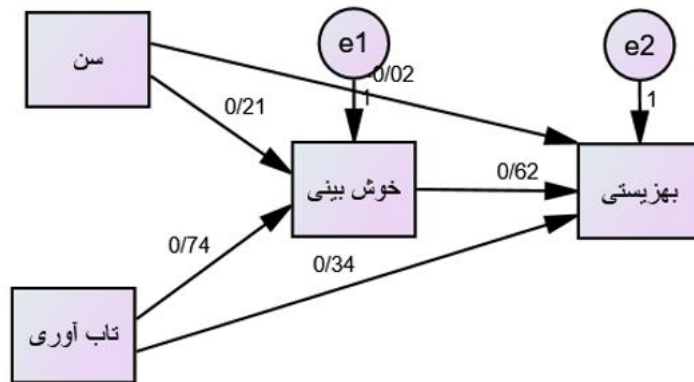 سن
e1
e2
-0/02
0/21
1
1
خوش بینی
0/62
بهزیستی
0/74
0/34
تاب آوری